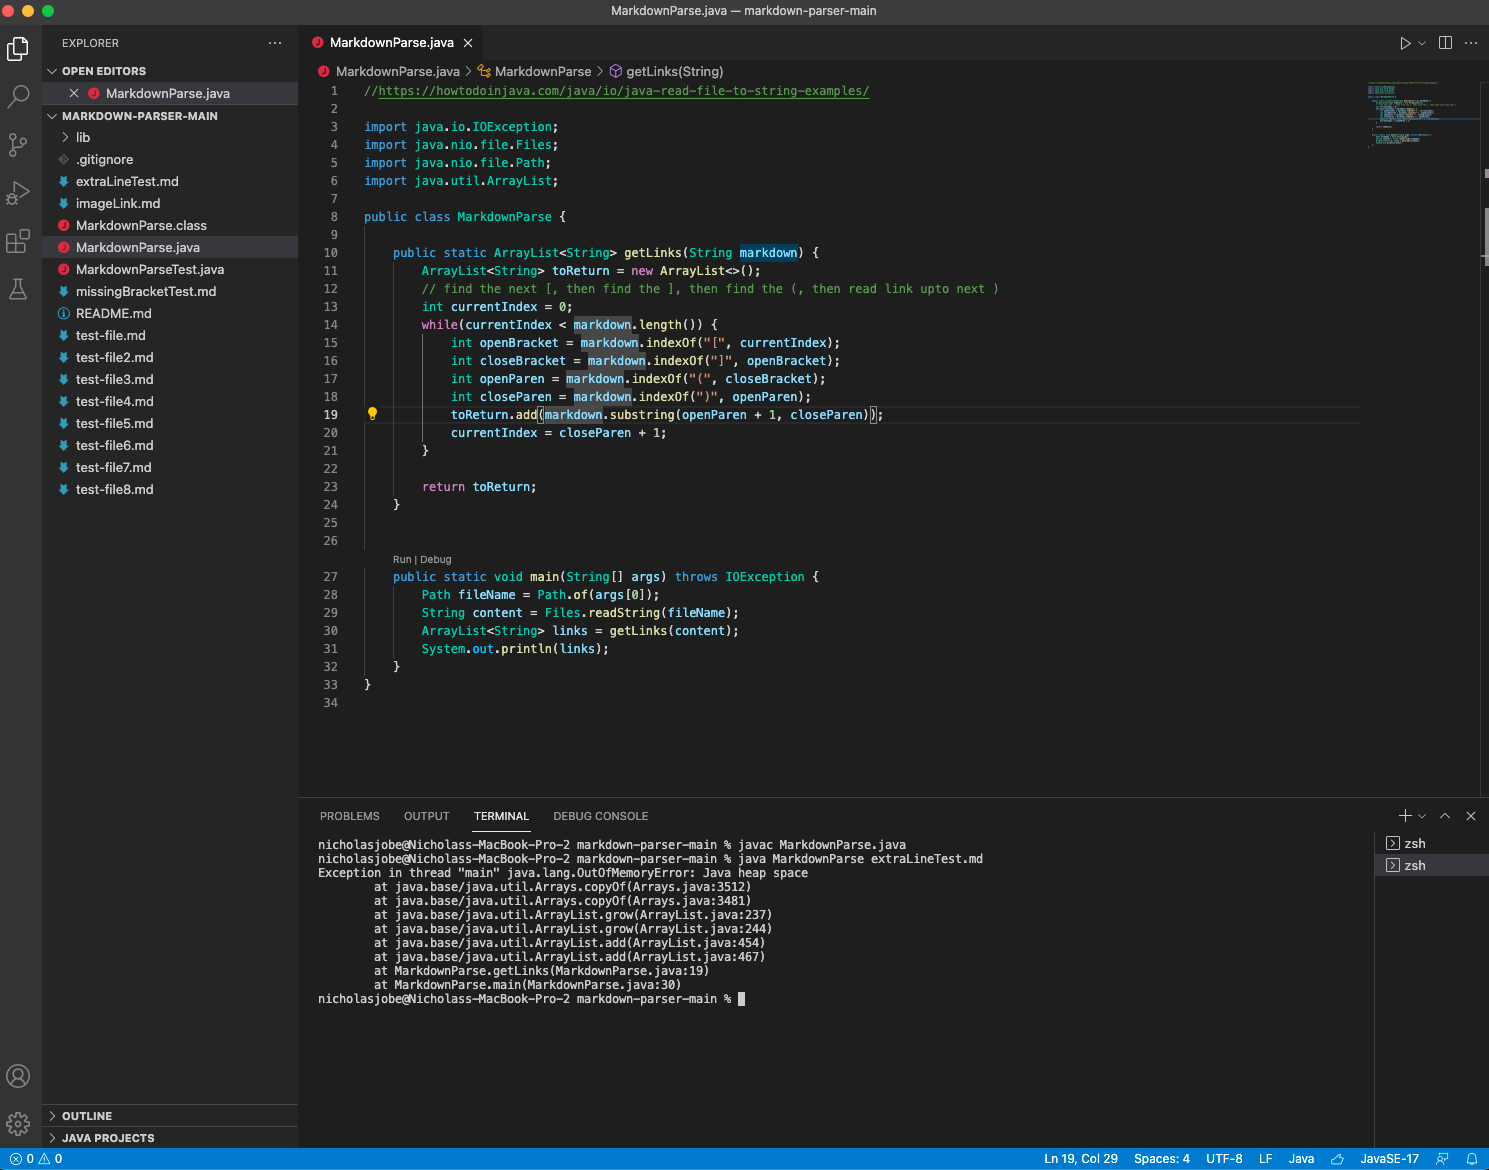 MarkdownParse.java — markdown-parser-main
EXPLORER
OPEN EDITORS
MarkdownParse.java
MARKDOWN-PARSER-MAIN
lib
.gitignore
extraLineTest.md
imageLink.md
MarkdownParse.class
MarkdownParse.java
MarkdownParseTest.java
missingBracketTest.md
README.md
test-file.md
test-file2.md
test-file3.md
test-file4.md
test-file5.md
test-file6.md
test-file7.md
test-file8.md
OUTLINE
JAVA PROJECTS
MarkdownParse.java
MarkdownParse.java > MarkdownParse > getLinks(String)
1 //https://howtodoinjava.com/java/io/java-read-file-to-string-examples/
2
3 import java.io.IOException;
4 import java.nio.file.Files;
5 import java.nio.file.Path;
6 import java.util.ArrayList;
7
8 public class MarkdownParse {
9
10 public static ArrayList<String> getLinks(String markdown) {
11 ArrayList<String> toReturn = new ArrayList<>();
12 // find the next [, then find the ], then find the (, then read link upto next )
13 int currentIndex = 0;
14 while(currentIndex < markdown.length()) {
15 int openBracket = markdown.indexOf("[", currentIndex);
16 int closeBracket = markdown.indexOf("]", openBracket);
17 int openParen = markdown.indexOf("(", closeBracket);
18 int closeParen = markdown.indexOf(")", openParen);
19 toReturn.add(markdown.substring(openParen + 1, closeParen));
20 currentIndex = closeParen + 1;
21 }
22
23 return toReturn;
24 }
25
26
Run | Debug
27 public static void main(String[] args) throws IOException {
28 Path fileName = Path.of(args[0]);
29 String content = Files.readString(fileName);
30 ArrayList<String> links = getLinks(content);
31 System.out.println(links);
32 }
33 }
34
PROBLEMS OUTPUT TERMINAL DEBUG CONSOLE
nicholasjobe@Nicholass-MacBook-Pro-2 markdown-parser-main % javac MarkdownParse.java
nicholasjobe@Nicholass-MacBook-Pro-2 markdown-parser-main % java MarkdownParse extraLineTest.md
Exception in thread "main" java.lang.OutOfMemoryError: Java heap space
at java.base/java.util.Arrays.copyOf(Arrays.java:3512)
at java.base/java.util.Arrays.copyOf(Arrays.java:3481)
at java.base/java.util.ArrayList.grow(ArrayList.java:237)
at java.base/java.util.ArrayList.grow(ArrayList.java:244)
at java.base/java.util.ArrayList.add(ArrayList.java:454)
at java.base/java.util.ArrayList.add(ArrayList.java:467)
at MarkdownParse.getLinks(MarkdownParse.java:19)
at MarkdownParse.main(MarkdownParse.java:30)
nicholasjobe@Nicholass-MacBook-Pro-2 markdown-parser-main %
zsh
zsh
0 0 Ln 19, Col 29 Spaces: 4 UTF-8 LF Java JavaSE-17